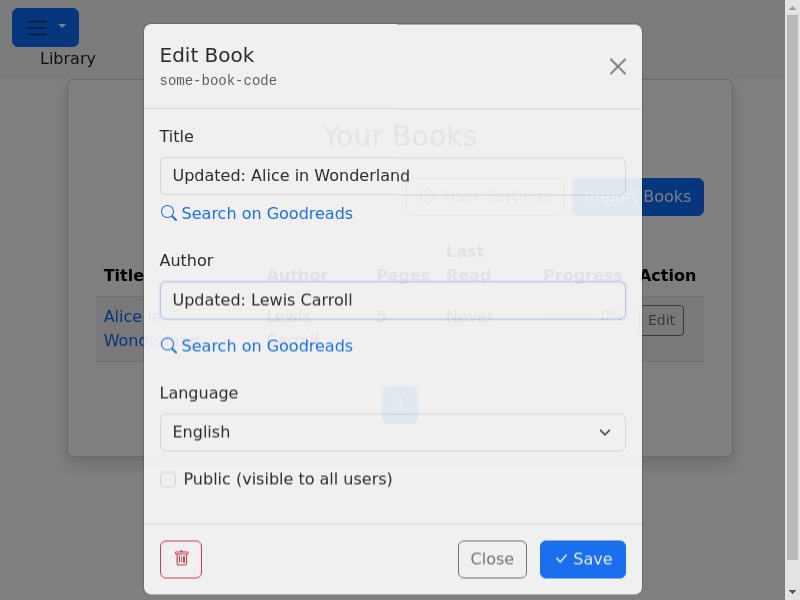 Library
Edit Book
some-book-code
Title
Updated: Alice in Wonderland
Search on Goodreads
Author
Updated: Lewis Carroll
Search on Goodreads
Language
English
Public (visible to all users)
Close
Save
Your Books
User Settings
Import Books
Title Author Pages Last Read Progress Action
Alice in Wonderland Lewis Carroll 5 Never 0% Edit
1